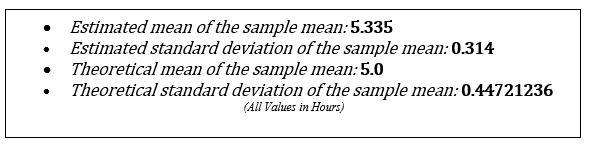 • Estimated mean of the sample mean: 5.335
• Estimated standard deviation of the sample mean: 0.314
• Theoretical mean of the sample mean: 5.0
• Theoretical standard deviation of the sample mean: 0.44721236
(All Values in Hours)